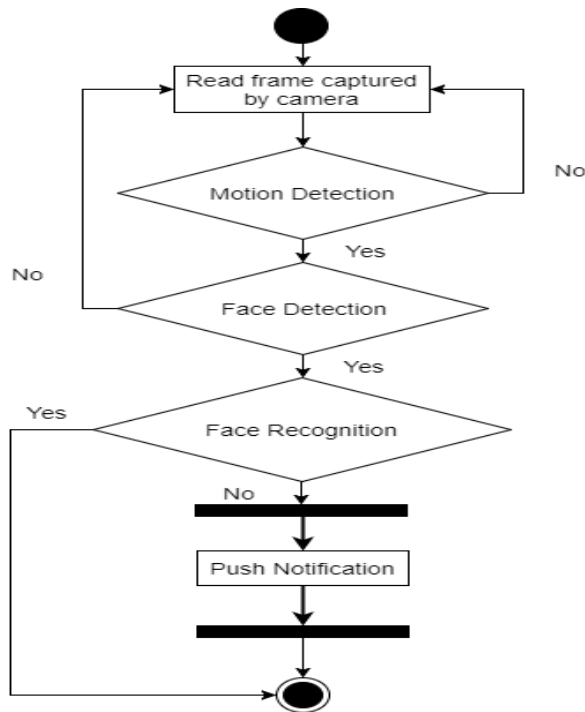 Read frame captured
by camera
No
Motion Detection
Yes
No
Face Detection
Yes
Yes
Face Recognition
No
Push Notification